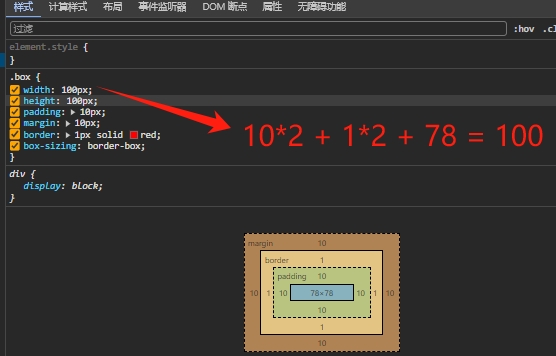 样式 计算样式 布局 事件监听器 DOM 断点 属性 无障碍功能
过滤 :hov .cl
element.style {
}
.box {
width: 100px;
height: 100px;
padding: 10px;
margin: 10px;
border: 1px solid red;
box-sizing: border-box;
}
10*2 + 1*2 + 78 = 100
div {
display: block;
}
margin 10
border 1
padding 10
10 1 10 78×78 10 1 10
10
1
10